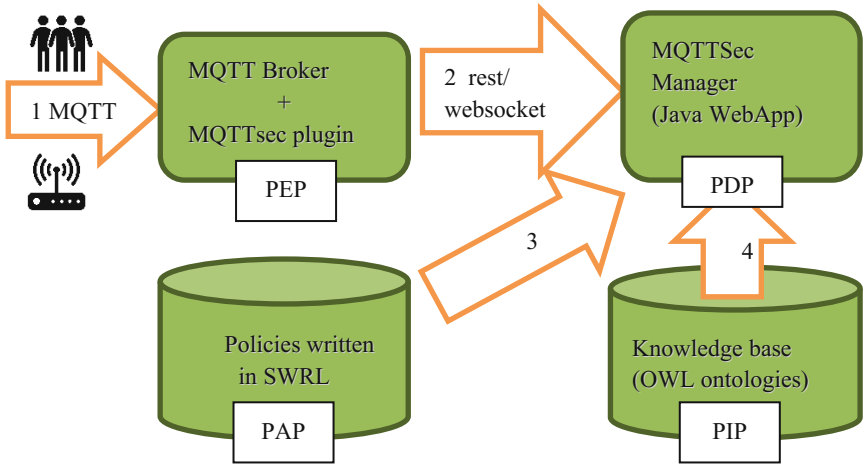 1 MQTT
MQTT Broker
+
MQTTsec plugin
PEP
2 rest/
websocket
MQTTSec
Manager
(Java WebApp)
PDP
3
4
Policies written
in SWRL
PAP
Knowledge base
(OWL ontologies)
PIP